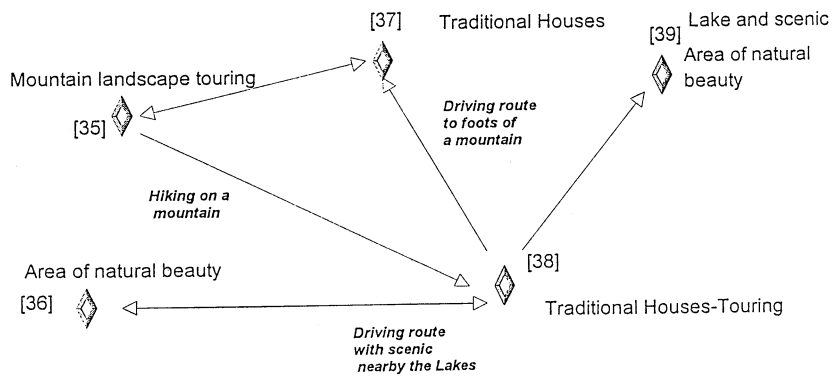 [37]
Traditional Houses
Lake and scenic
[39]
Area of natural
beauty
Mountain landscape touring
[35]
Driving route
to foots of
a mountain
Hiking on a
mountain
[38]
Area of natural beauty
[36]
Traditional Houses-Touring
Driving route
with scenic
nearby the Lakes